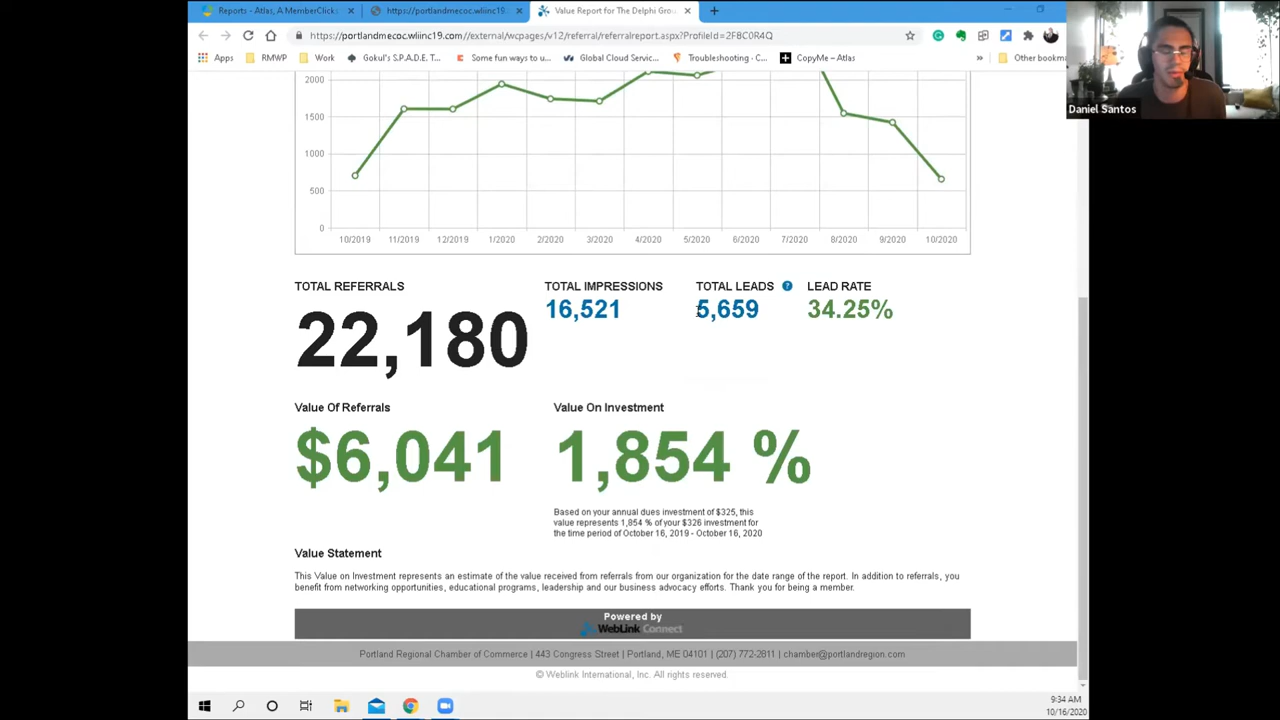 Reports - Atlas, A MemberClick
https://portlandmecoc.wliinc19
Value Report for The Delphi Grou
https://portlandmecoc.wliinc19.com//external/wcpages/v12/referral/referralreport.aspx?ProfileId=2F8C0R4Q
Apps
RMWP
Work
Gokul's S.P.A.D.E. T...
Some fun ways to u...
Global Cloud Servic...
Troubleshooting - C...
CopyMe – Atlas
»
Other bookm
Daniel Santos
2000
1500
1000
500
0
10/2019 11/2019 12/2019 1/2020 2/2020 3/2020 4/2020 5/2020 6/2020 7/2020 8/2020 9/2020 10/2020
TOTAL REFERRALS
22,180
TOTAL IMPRESSIONS
16,521
TOTAL LEADS ?
5,659
LEAD RATE
34.25%
Value Of Referrals
$6,041
Value On Investment
1,854 %
Based on your annual dues investment of $325, this
value represents 1,854 % of your $326 investment for
the time period of October 16, 2019 - October 16, 2020
Value Statement
This Value on Investment represents an estimate of the value received from referrals from our organization for the date range of the report. In addition to referrals, you
benefit from networking opportunities, educational programs, leadership and our business advocacy efforts. Thank you for being a member.
Powered by
WebLink Connect
Portland Regional Chamber of Commerce | 443 Congress Street | Portland, ME 04101 | (207) 772-2811 | chamber@portlandregion.com
© Weblink International, Inc. All rights reserved.
9:34 AM
10/16/2020